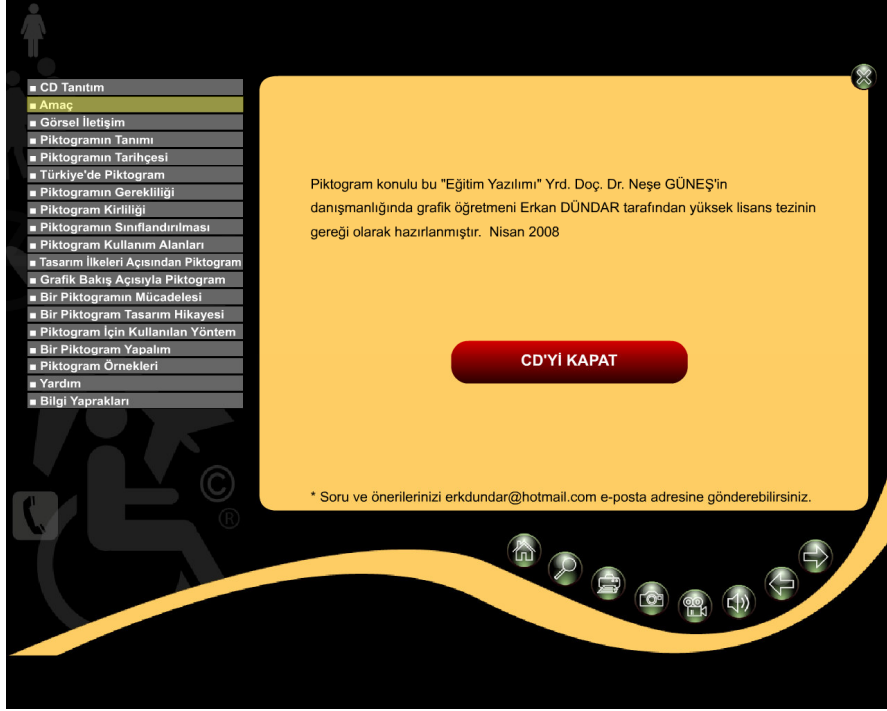 CD Tanıtım
Amaç
Görsel İletişim
Piktogramın Tanımı
Piktogramın Tarihçesi
Türkiye'de Piktogram
Piktogramın Gerekliliği
Piktogram Kirliliği
Piktogramın Sınıflandırılması
Piktogram Kullanım Alanları
Tasarım İlkeleri Açısından Piktogram
Grafik Bakış Açısıyla Piktogram
Bir Piktogramın Mücadelesi
Bir Piktogram Tasarım Hikayesi
Piktogram İçin Kullanılan Yöntem
Bir Piktogram Yapalım
Piktogram Örnekleri
Yardım
Bilgi Yaprakları
Piktogram konulu bu "Eğitim Yazılımı" Yrd. Doç. Dr. Neşe GÜNEŞ'in
danışmanlığında grafik öğretmeni Erkan DÜNDAR tarafından yüksek lisans tezinin
gereği olarak hazırlanmıştır. Nisan 2008
CD'Yİ KAPAT
* Soru ve önerilerinizi erkdundar@hotmail.com e-posta adresine gönderebilirsiniz.
©
®